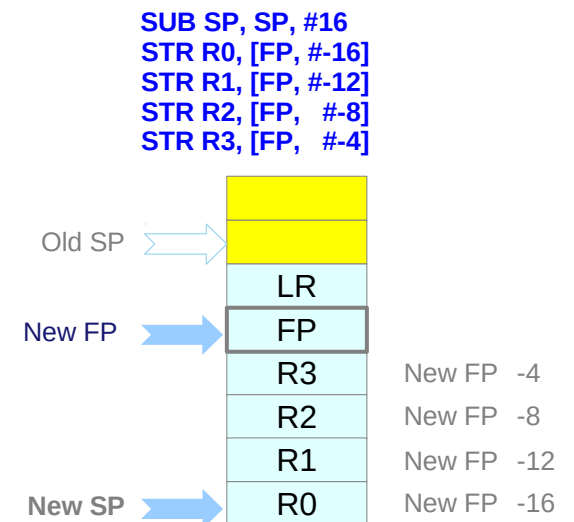 SUB SP, SP, #16
STR R0, [FP, #-16]
STR R1, [FP, #-12]
STR R2, [FP, #-8]
STR R3, [FP, #-4]
Old SP
LR
New FP FP
R3 New FP -4
R2 New FP -8
R1 New FP -12
New SP R0 New FP -16